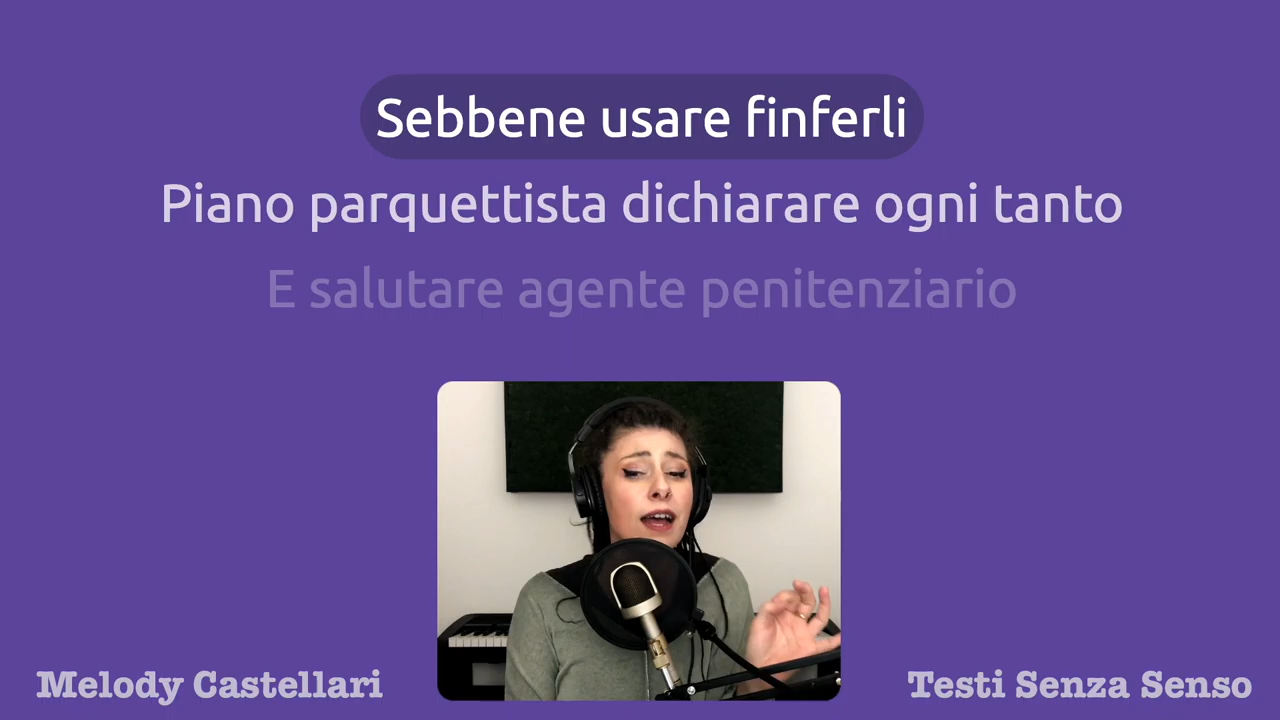 Sebbene usare finferli
Piano parquettista dichiarare ogni tanto
E salutare agente penitenziario
Melody Castellari
Testi Senza Senso